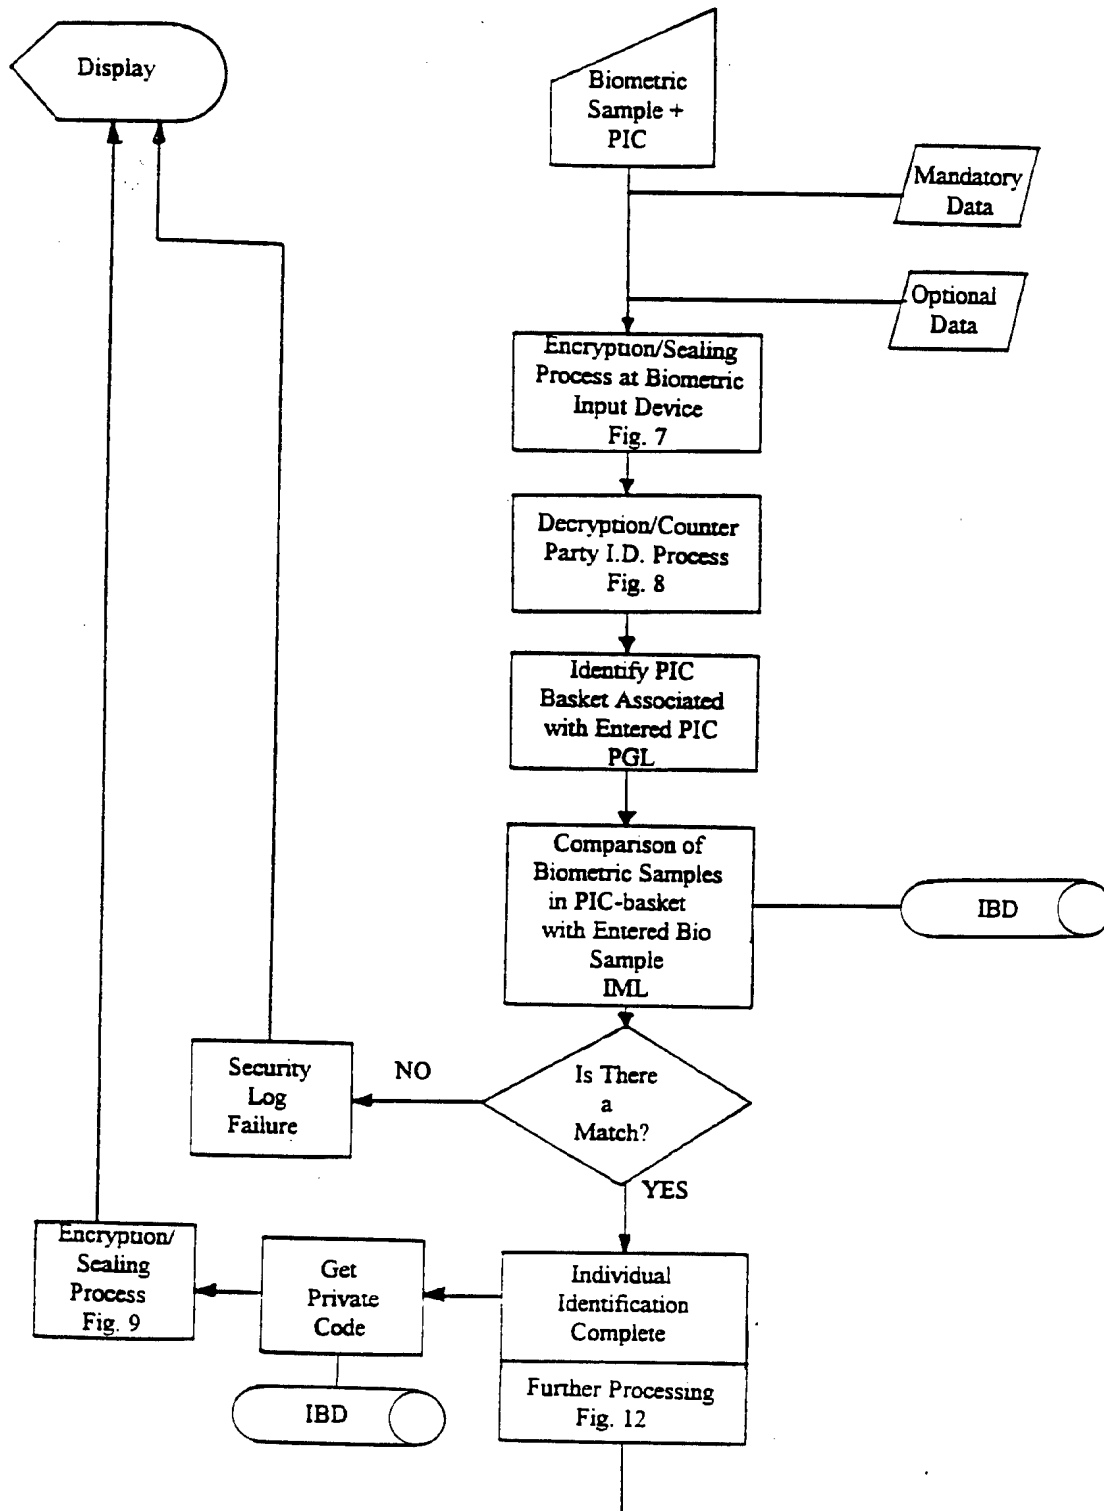 Display
Biometric
Sample +
PIC
Mandatory
Data
Optional
Data
Encryption/Sealing
Process at Biometric
Input Device
Fig. 7
Decryption/Counter
Party I.D. Process
Fig. 8
Identify PIC
Basket Associated
with Entered PIC
PGL
Comparison of
Biometric Samples
in PIC-basket
with Entered Bio
Sample
IML
IBD
Is There
a
Match?
NO
Security
Log
Failure
YES
Individual
Identification
Complete
Further Processing
Fig. 12
Get
Private
Code
IBD
Encryption/
Sealing
Process
Fig. 9